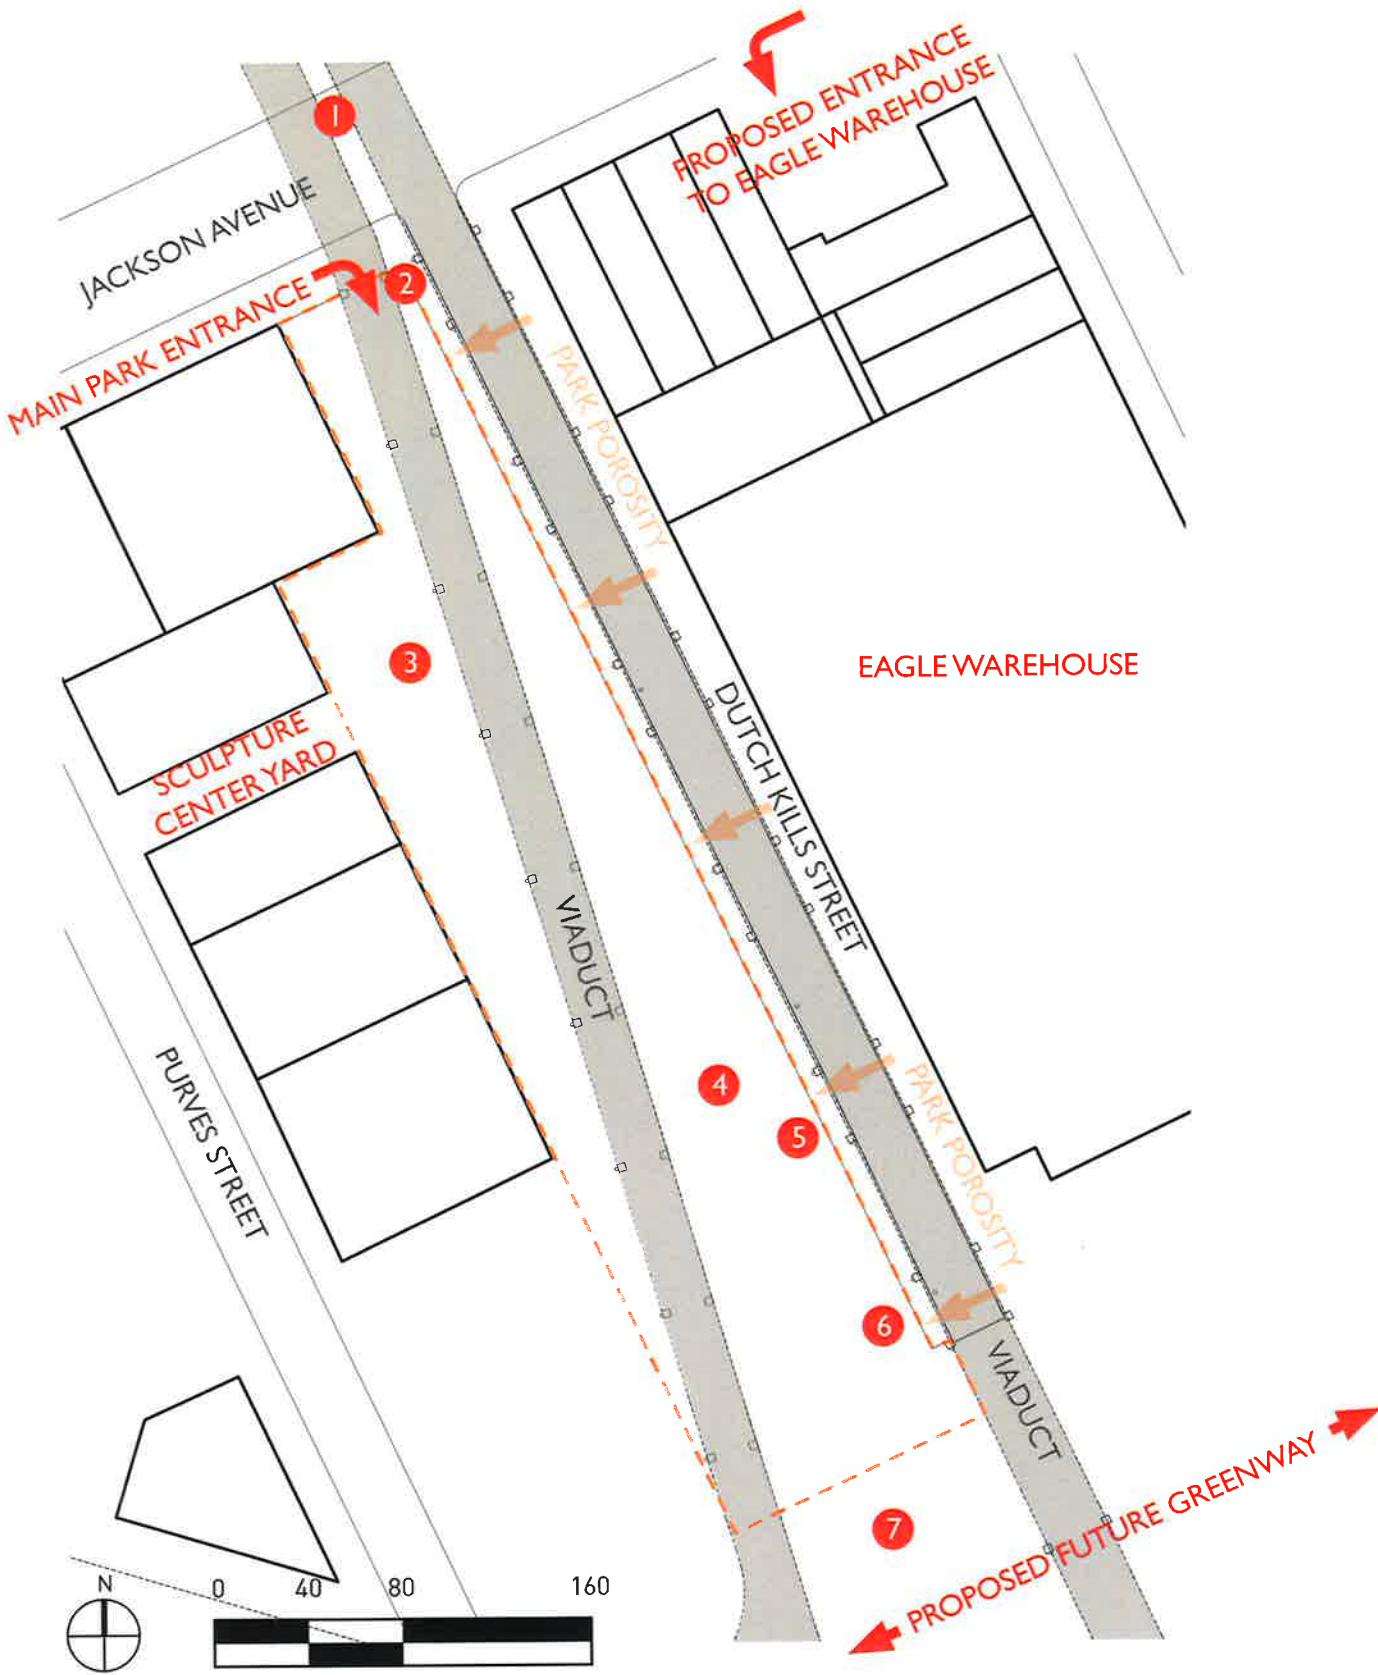 PROPOSED ENTRANCE
TO EAGLE WAREHOUSE
1
JACKSON AVENUE
2
MAIN PARK ENTRANCE
PARK POROSITY
3
EAGLE WAREHOUSE
SCULPTURE
CENTER YARD
DUTCH KILLS STREET
VIADUCT
PURVES STREET
4
5
PARK POROSITY
6
VIADUCT
7
PROPOSED FUTURE GREENWAY
N
0 40 80 160